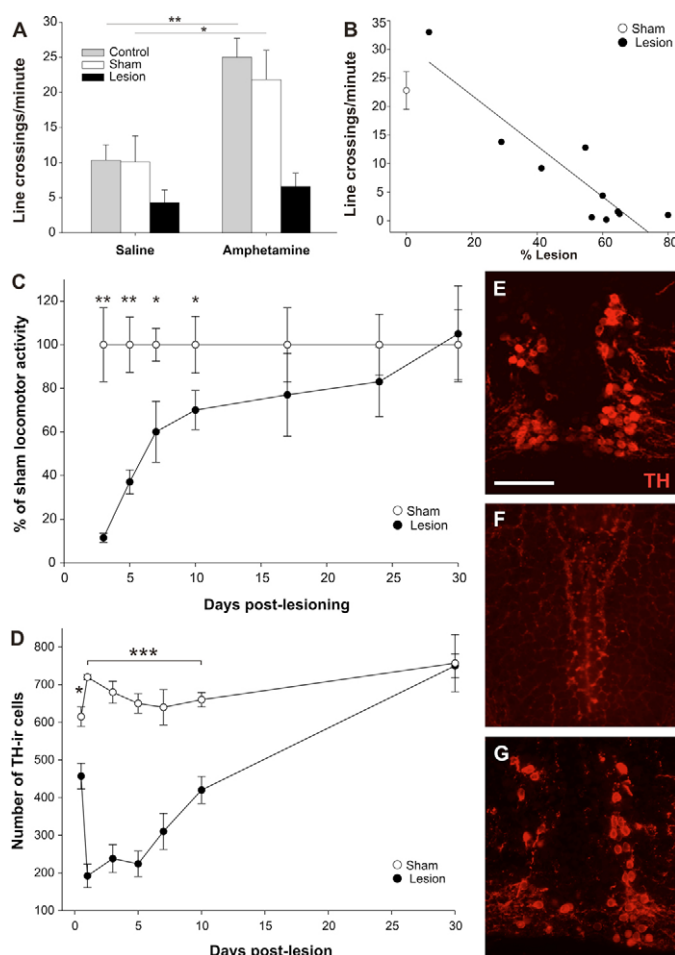 A
Line crossings/minute
30
25
20
15
10
5
0
**
*
Control
Sham
Lesion
Saline
Amphetamine
B
Line crossings/minute
35
30
25
20
15
10
5
0
Sham
Lesion
0
20
40
60
80
% Lesion
C
% of sham locomotor activity
120
100
80
60
40
20
0
**
**
*
*
Sham
Lesion
0
5
10
15
20
25
30
Days post-lesioning
D
Number of TH-ir cells
800
700
600
500
400
300
200
100
*
***
Sham
Lesion
0
5
10
15
20
25
30
Days post-lesion
E
TH
F
G